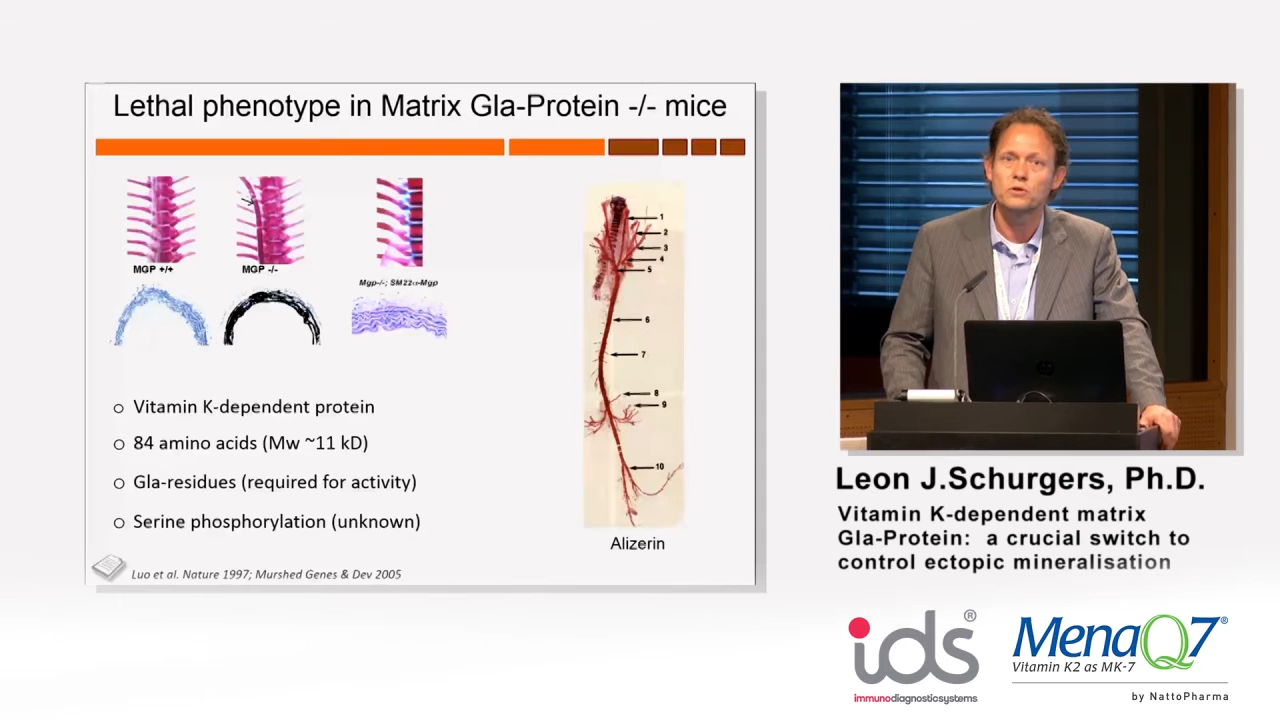 Lethal phenotype in Matrix Gla-Protein -/- mice
MGP +/+
MGP -/-
Mgp-/-; SM22α-Mgp
1
2
3
4
5
6
7
8
9
10
Alizerin
○ Vitamin K-dependent protein
○ 84 amino acids (Mw ~11 kD)
○ Gla-residues (required for activity)
○ Serine phosphorylation (unknown)
Luo et al. Nature 1997; Murshed Genes & Dev 2005
Leon J.Schurgers, Ph.D.
Vitamin K-dependent matrix
Gla-Protein: a crucial switch to
control ectopic mineralisation
ids®
immunodiagnosticsystems
MenaQ7®
Vitamin K2 as MK-7
by NattoPharma